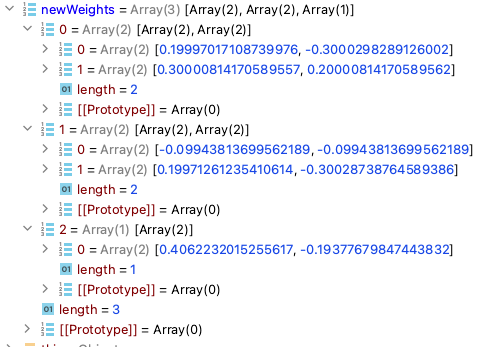 newWeights = Array(3) [Array(2), Array(2), Array(1)]
0 = Array(2) [Array(2), Array(2)]
0 = Array(2) [0.19997017108739976, -0.3000298289126002]
1 = Array(2) [0.30000814170589557, 0.20000814170589562]
01 length = 2
[[Prototype]] = Array(0)
1 = Array(2) [Array(2), Array(2)]
0 = Array(2) [-0.09943813699562189, -0.09943813699562189]
1 = Array(2) [0.19971261235410614, -0.30028738764589386]
01 length = 2
[[Prototype]] = Array(0)
2 = Array(1) [Array(2)]
0 = Array(2) [0.4062232015255617, -0.19377679847443832]
01 length = 1
[[Prototype]] = Array(0)
01 length = 3
[[Prototype]] = Array(0)